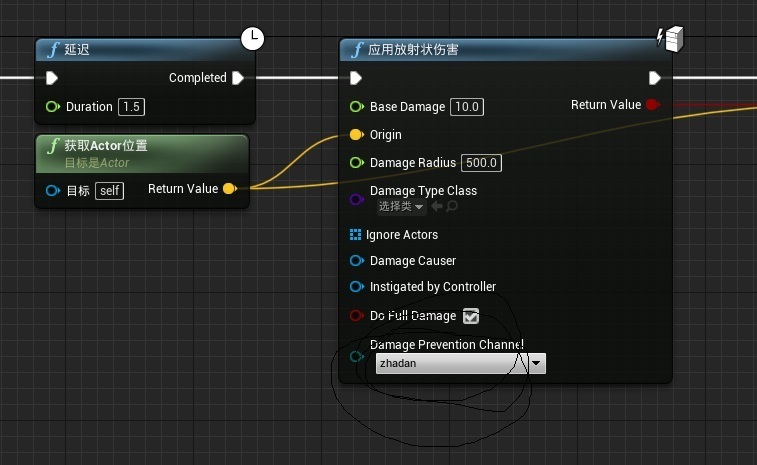 延迟
Completed
Duration 1.5
获取Actor位置
目标是Actor
目标 self
Return Value
应用放射状伤害
Base Damage 10.0
Return Value
Origin
Damage Radius 500.0
Damage Type Class
选择类
Ignore Actors
Damage Causer
Instigated by Controller
Do Full Damage
Damage Prevention Channel
zhadan